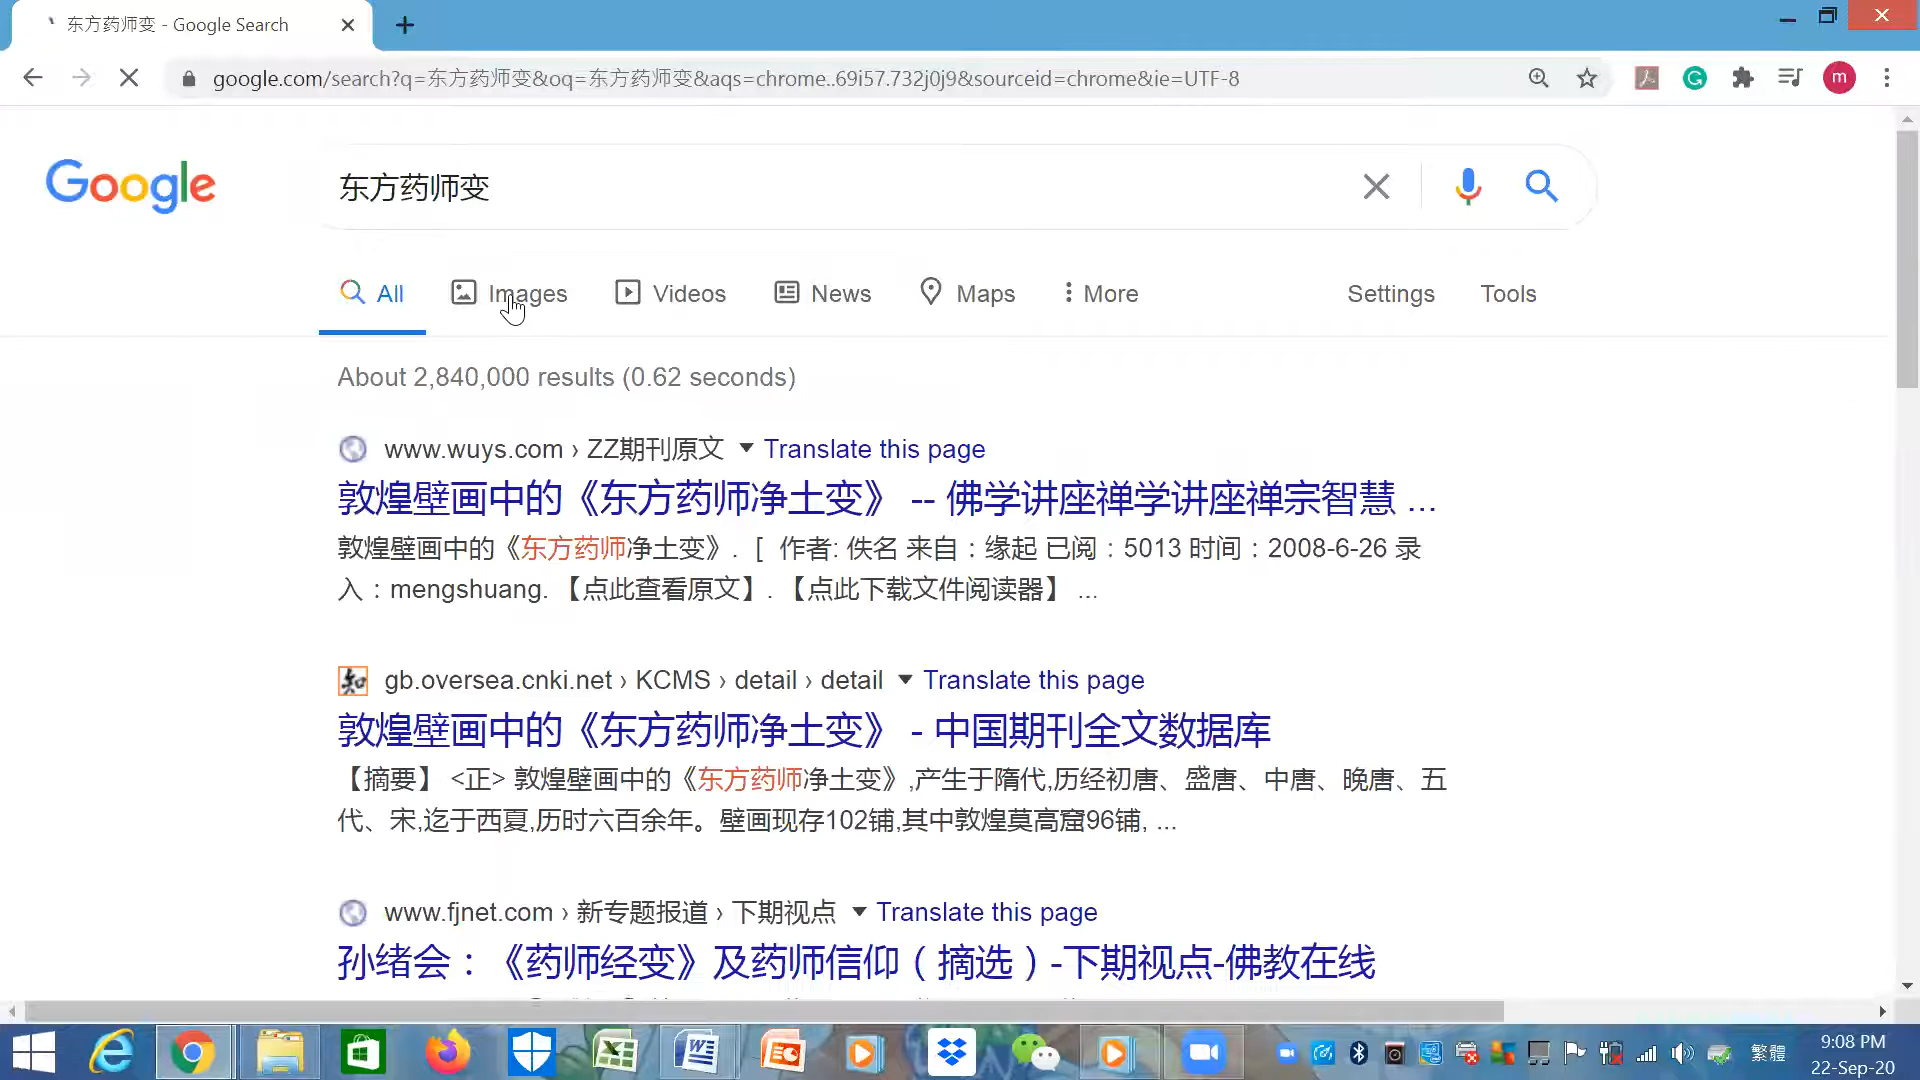 东方药师变 - Google Search
google.com/search?q=东方药师变&oq=东方药师变&aqs=chrome..69i57.732j0j9&sourceid=chrome&ie=UTF-8
m
Google
东方药师变
All Images Videos News Maps More Settings Tools
About 2,840,000 results (0.62 seconds)
www.wuys.com › ZZ期刊原文 Translate this page
敦煌壁画中的《东方药师净土变》 -- 佛学讲座禅学讲座禅宗智慧 ...
敦煌壁画中的《东方药师净土变》. [ 作者: 佚名 来自：缘起 已阅：5013 时间：2008-6-26 录
入：mengshuang. 【点此查看原文】. 【点此下载文件阅读器】 ...
知 gb.oversea.cnki.net › KCMS › detail › detail Translate this page
敦煌壁画中的《东方药师净土变》 - 中国期刊全文数据库
【摘要】 <正> 敦煌壁画中的《东方药师净土变》,产生于隋代,历经初唐、盛唐、中唐、晚唐、五
代、宋,迄于西夏,历时六百余年。壁画现存102铺,其中敦煌莫高窟96铺, ...
www.fjnet.com › 新专题报道 › 下期视点 Translate this page
孙绪会：《药师经变》及药师信仰（摘选）-下期视点-佛教在线
繁體
9:08 PM
22-Sep-20